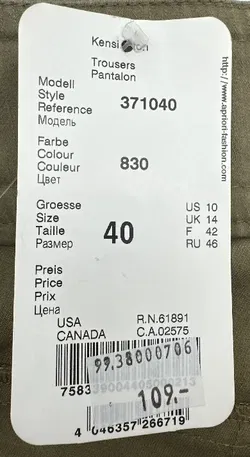 Kensington
Trousers
Pantalon
Modell
Style
Reference 371040
Модель
Farbe
Colour
Couleur 830
Цвет
Groesse US 10
Size 40 UK 14
Taille F 42
Размер RU 46
Preis
Price
Prix
Цена
USA R.N.61891
CANADA C.A.02575
99.38000706
109.-
4 046357 266719
http://www.apriori-fashion.com